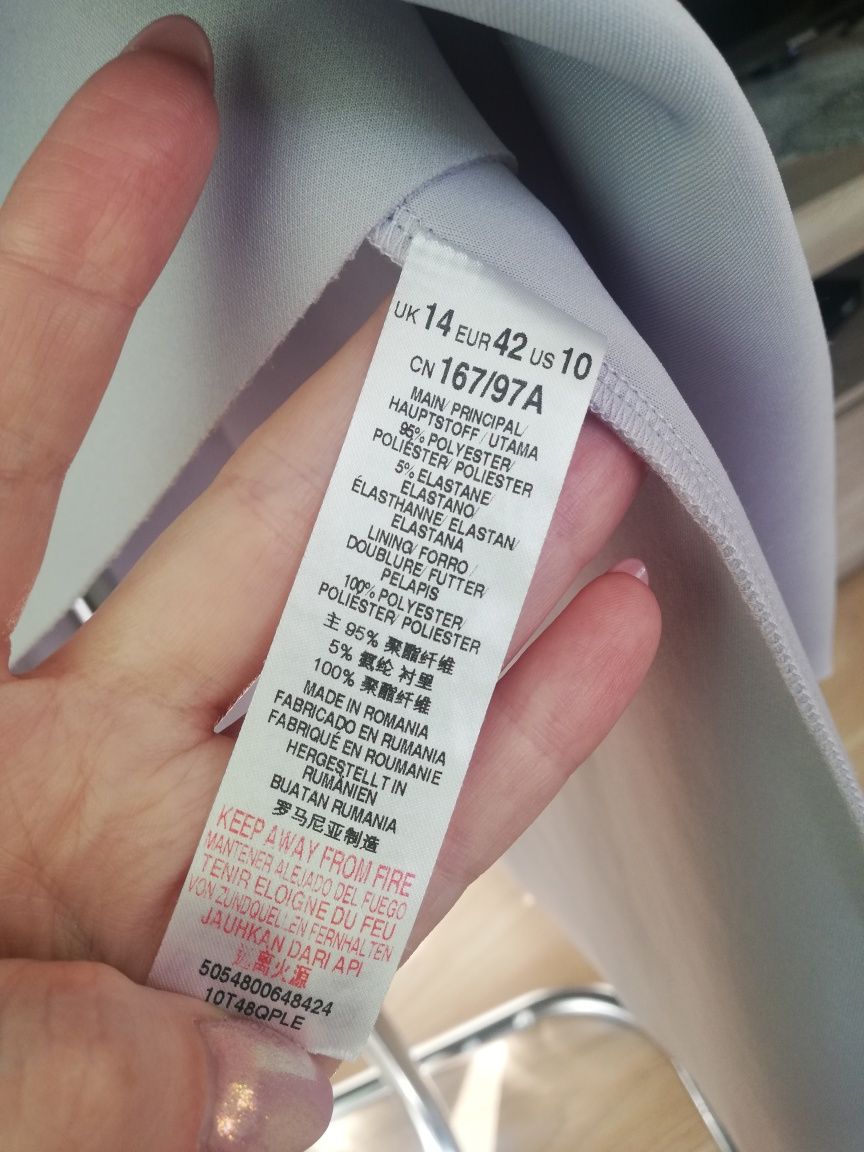 UK 14 EUR 42 US 10
CN 167/97A
MAIN/PRINCIPAL/
HAUPTSTOFF/UTAMA
95% POLYESTER/
POLIÉSTER/POLIESTER
5% ELASTANE/
ELASTANO/
ÉLASTHANNE/ELASTAN/
ELASTANA
LINING/FORRO/
DOUBLURE/FUTTER/
PELAPIS
100% POLYESTER/
POLIÉSTER/POLIESTER
主 95% 聚酯纤维
5% 氨纶 衬里
100% 聚酯纤维
MADE IN ROMANIA
FABRICADO EN RUMANIA
FABRIQUÉ EN ROUMANIE
HERGESTELLT IN
RUMÄNIEN
BUATAN RUMANIA
罗马尼亚制造
KEEP AWAY FROM FIRE
MANTENER ALEJADO DEL FUEGO
TENIR ELOIGNE DU FEU
VON ZUNDQUELLEN FERNHALTEN
JAUHKAN DARI API
远离火源
5054800648424
10T48QPLE